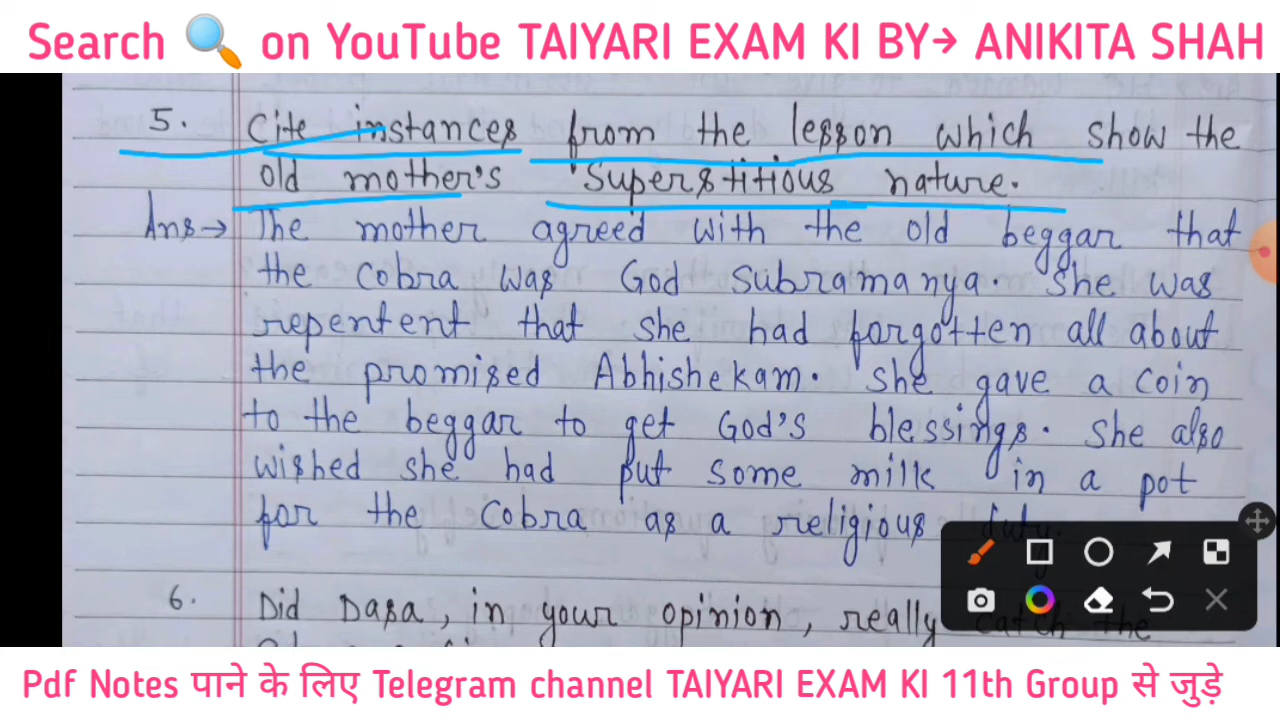 Search 🔍 on YouTube TAIYARI EXAM KI BY→ ANIKITA SHAH
5. Cite instances from the lesson which show the
old mother's superstitious nature.
Ans→ The mother agreed with the old beggar that
the cobra was God Subramanya. She was
repentent that she had forgotten all about
the promised Abhishekam. She gave a coin
to the beggar to get God's blessings. She also
wished she had put some milk in a pot
for the cobra as a religious duty.
6. Did Dasa, in your opinion, really catch the
Pdf Notes पाने के लिए Telegram channel TAIYARI EXAM KI 11th Group से जुड़े